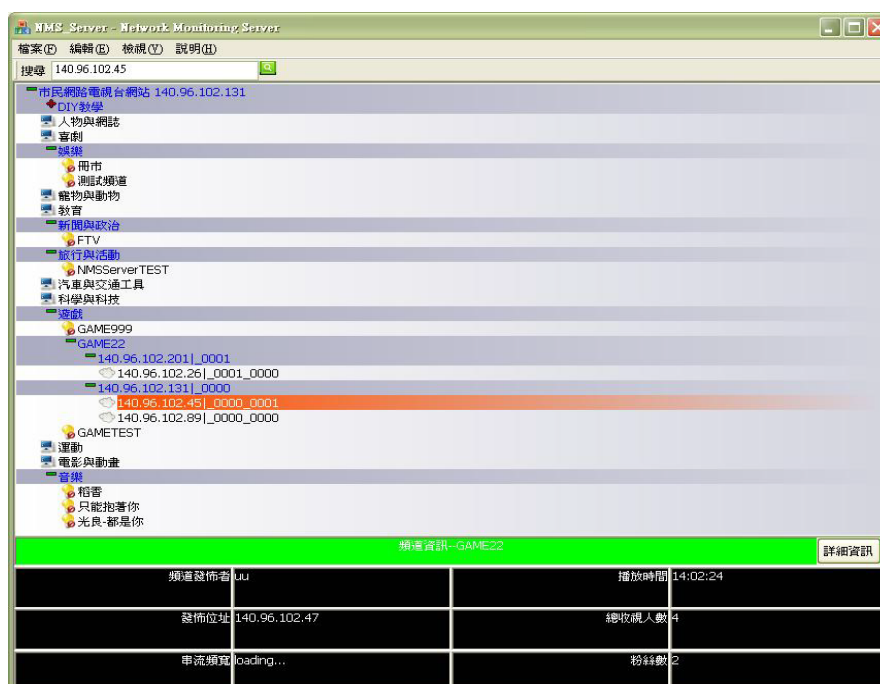 NMS_Server - Network Monitoring Server
檔案(F) 編輯(E) 檢視(V) 說明(H)
搜尋 140.96.102.45
市民網路電視台網站 140.96.102.131
DIY教學
人物與網誌
喜劇
娛樂
冊市
測試頻道
寵物與動物
教育
新聞與政治
FTV
旅行與活動
NMSServerTEST
汽車與交通工具
科學與科技
遊戲
GAME999
GAME22
140.96.102.201|_0001
140.96.102.26|_0001_0000
140.96.102.131|_0000
140.96.102.45|_0000_0001
140.96.102.89|_0000_0000
GAMETEST
運動
電影與動畫
音樂
稻香
只能抱著你
光良-都是你
頻道資訊--GAME22 詳細資訊
頻道發怖者 uu 播放時間 14:02:24
發怖位址 140.96.102.47 總收視人數 4
串流頻寬 loading... 粉絲數 2